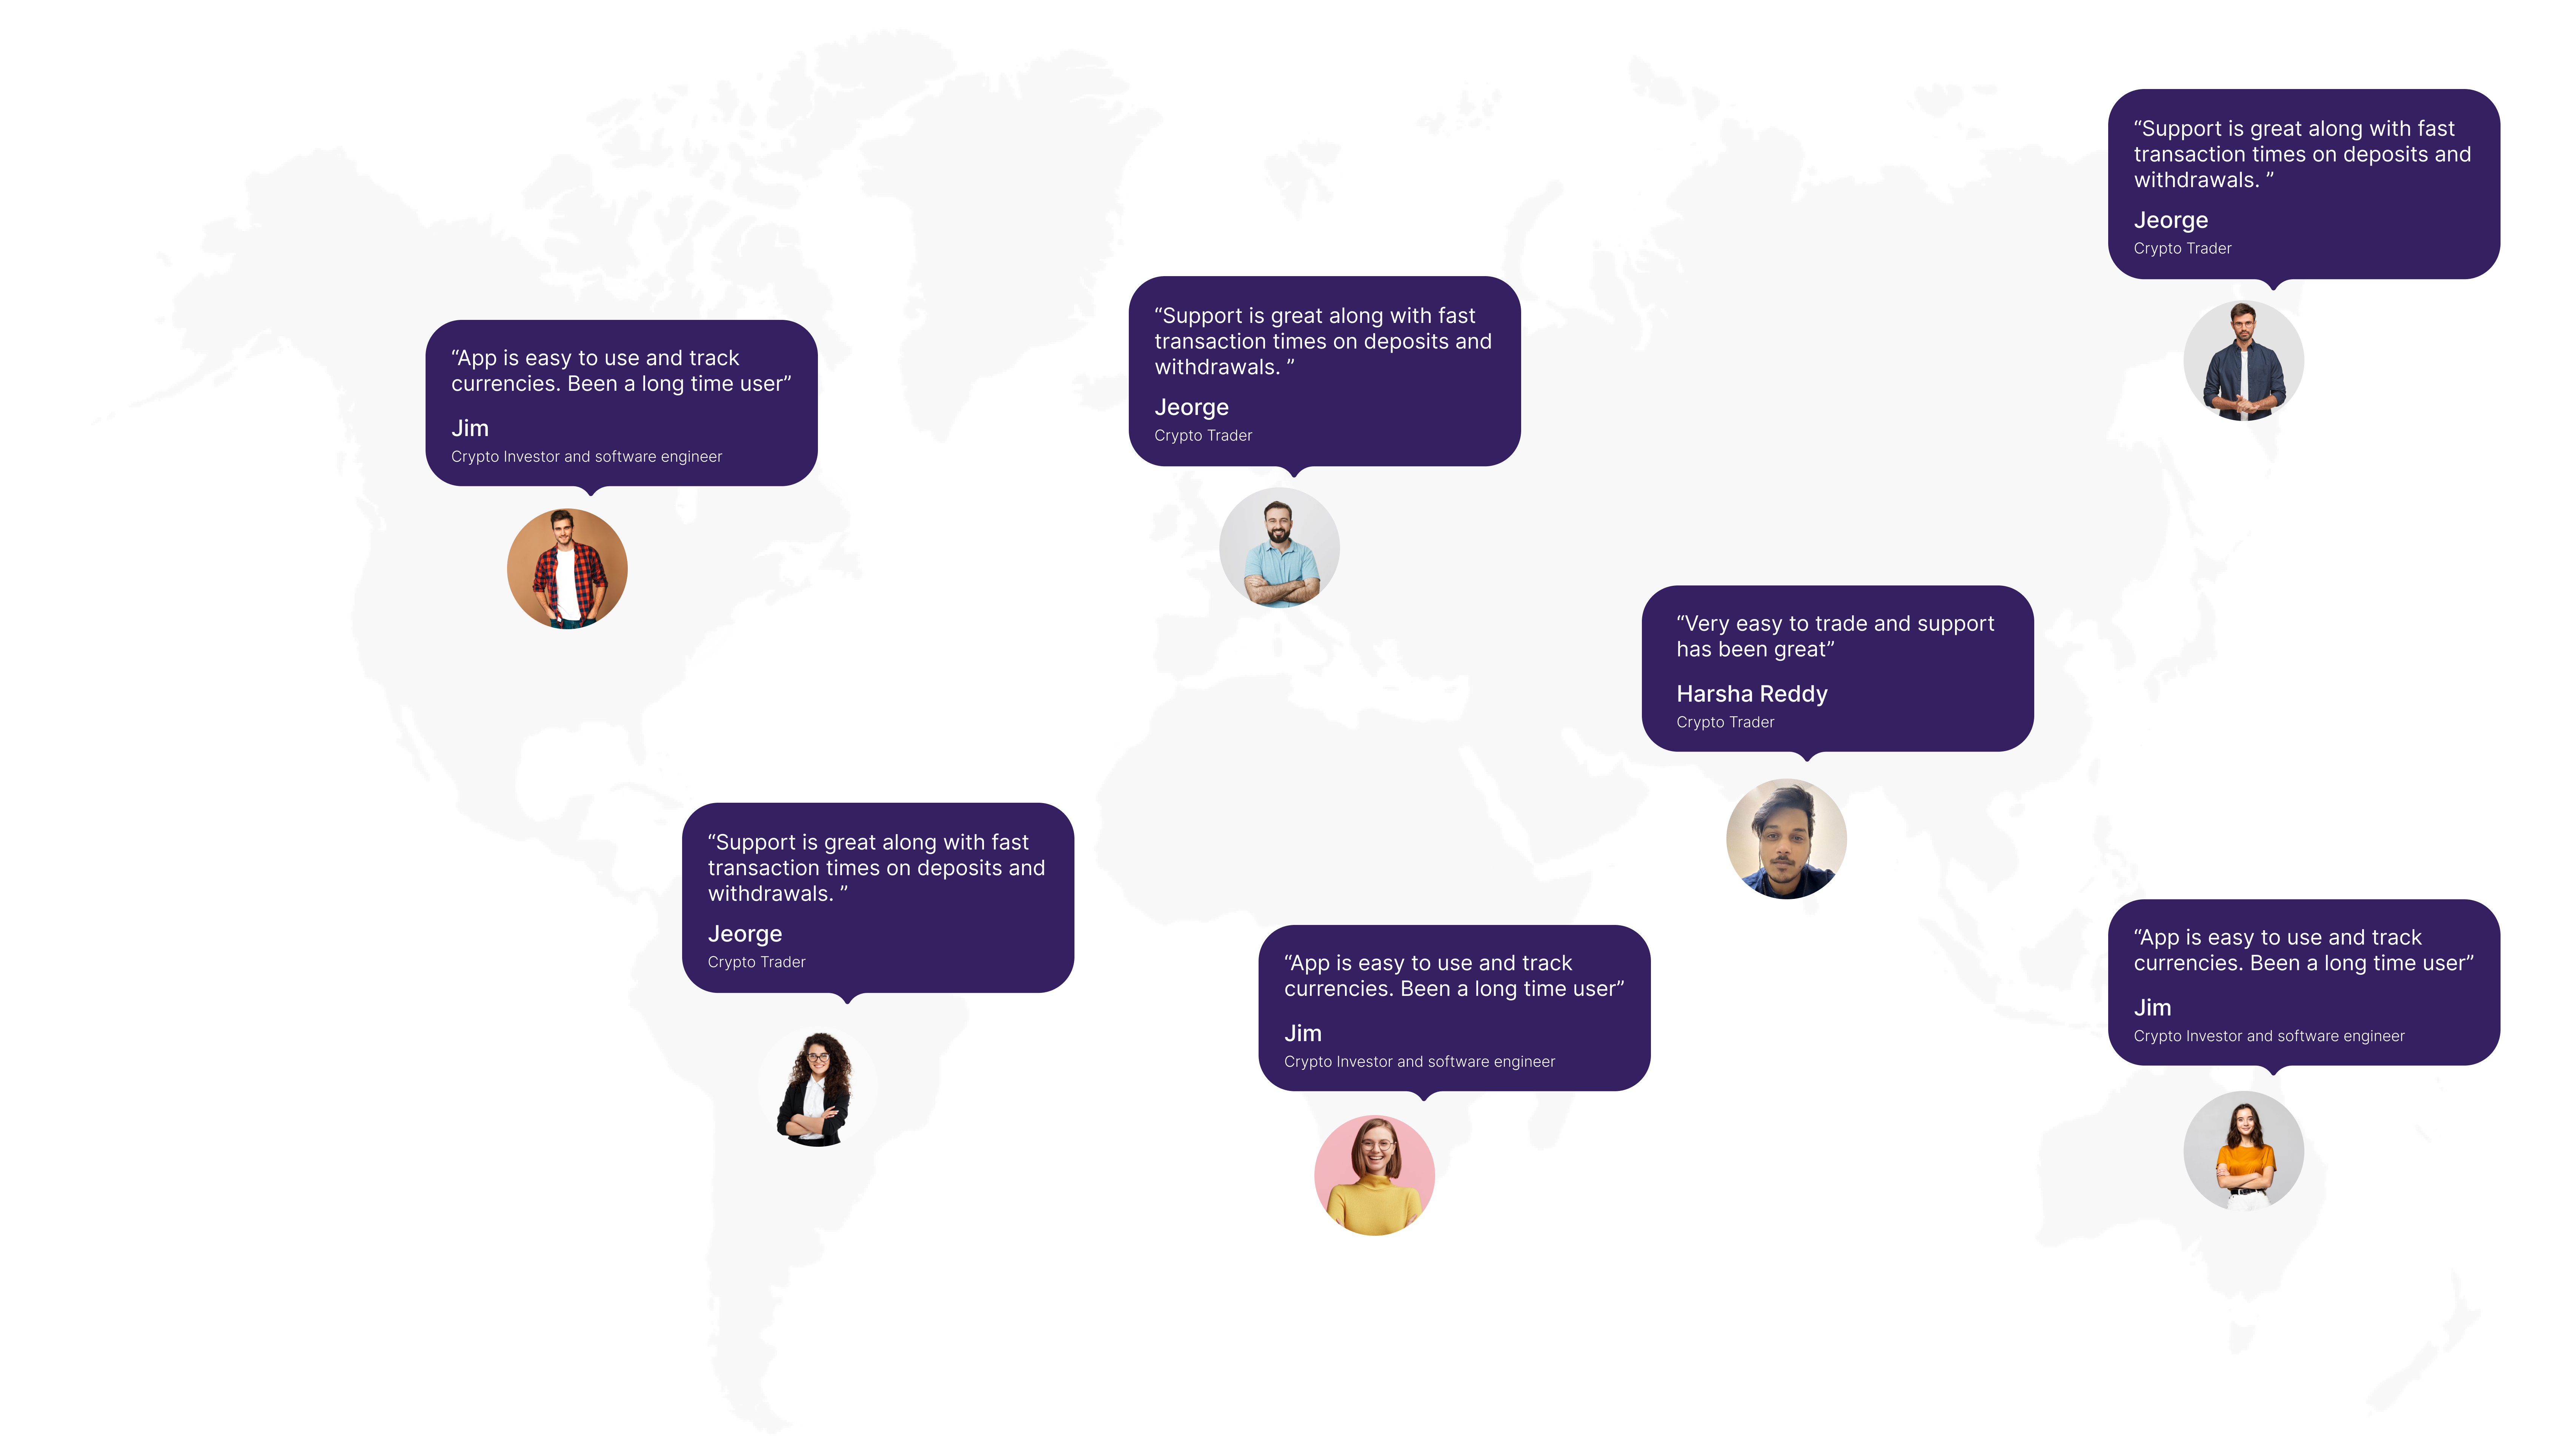 “Support is great along with fast
transaction times on deposits and
withdrawals. ”
Jeorge
Crypto Trader
“Support is great along with fast
transaction times on deposits and
withdrawals. ”
Jeorge
Crypto Trader
“App is easy to use and track
currencies. Been a long time user”
Jim
Crypto Investor and software engineer
“Very easy to trade and support
has been great”
Harsha Reddy
Crypto Trader
“Support is great along with fast
transaction times on deposits and
withdrawals. ”
Jeorge
Crypto Trader
“App is easy to use and track
currencies. Been a long time user”
Jim
Crypto Investor and software engineer
“App is easy to use and track
currencies. Been a long time user”
Jim
Crypto Investor and software engineer